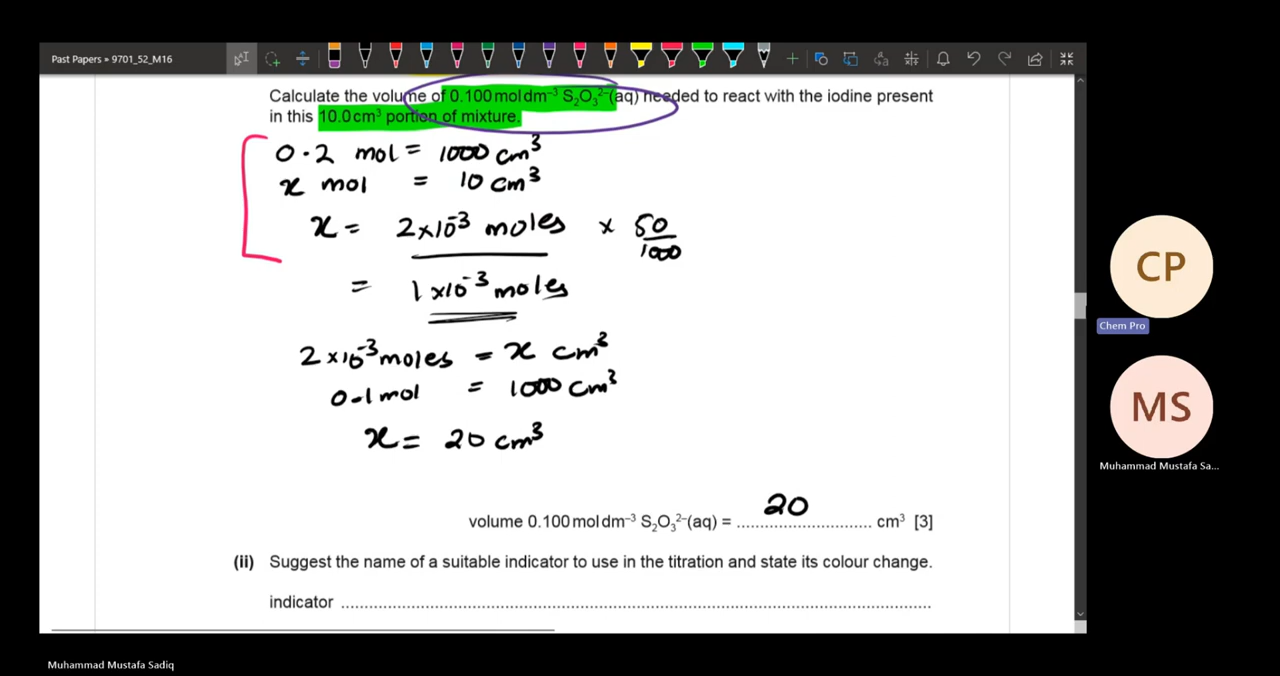 Past Papers » 9701_52_M16
Calculate the volume of 0.100 mol dm⁻³ S₂O₃²⁻(aq) needed to react with the iodine present
in this 10.0 cm³ portion of mixture.
0.2 mol = 1000 cm³
x mol = 10 cm³
x = 2×10⁻³ moles × 50/1000
= 1×10⁻³ moles
2×10⁻³ moles = x cm³
0.1 mol = 1000 cm³
x = 20 cm³
volume 0.100 mol dm⁻³ S₂O₃²⁻(aq) = 20 cm³ [3]
(ii) Suggest the name of a suitable indicator to use in the titration and state its colour change.
indicator
CP
Chem Pro
MS
Muhammad Mustafa Sa...
Muhammad Mustafa Sadiq